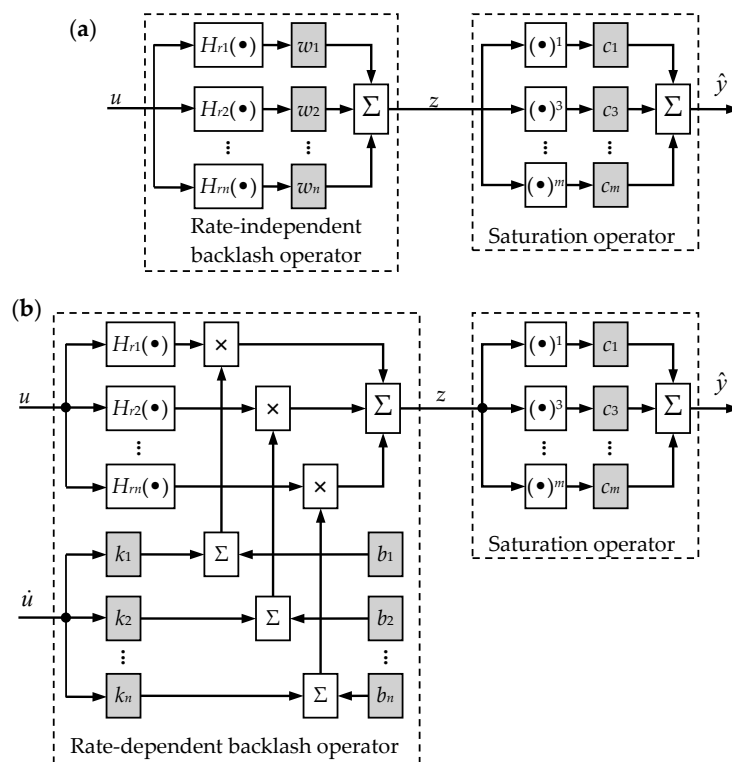 (a)
Hr1(•) w1 (•)1 c1
u Hr2(•) w2 Σ z (•)3 c3 Σ ŷ
⋮ ⋮ ⋮ ⋮
Hrn(•) wn (•)m cm
Rate-independent
backlash operator
Saturation operator
(b)
Hr1(•) × (•)1 c1
u Hr2(•) × Σ z (•)3 c3 Σ ŷ
⋮ ⋮ ⋮
Hrn(•) × (•)m cm
Saturation operator
k1 Σ b1
u̇ k2 Σ b2
⋮ ⋮
kn Σ bn
Rate-dependent backlash operator